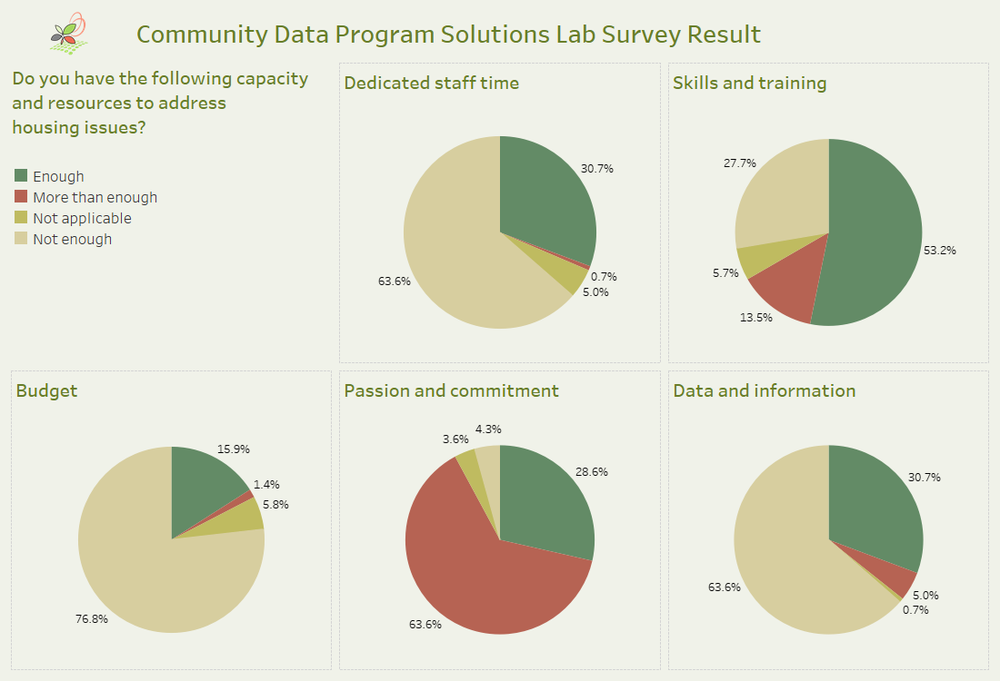 Community Data Program Solutions Lab Survey Result
Do you have the following capacity
and resources to address
housing issues?
Enough
More than enough
Not applicable
Not enough
Dedicated staff time
30.7%
0.7%
5.0%
63.6%
Skills and training
27.7%
53.2%
5.7%
13.5%
Budget
15.9%
1.4%
5.8%
76.8%
Passion and commitment
4.3%
3.6%
28.6%
63.6%
Data and information
30.7%
63.6%
5.0%
0.7%